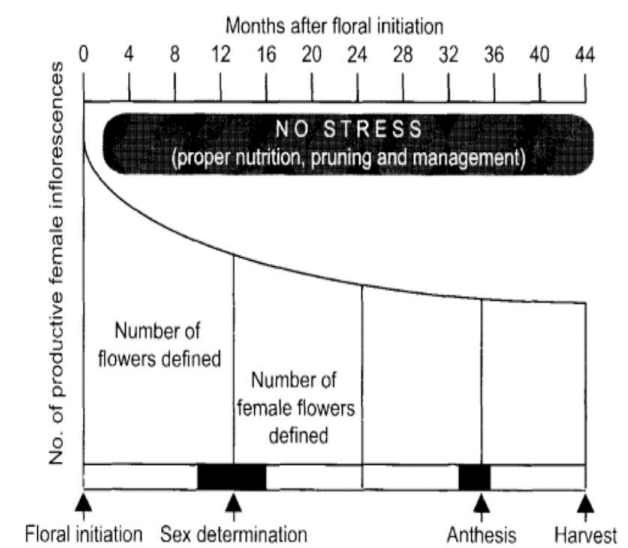 Months after floral initiation
0 4 8 12 16 20 24 28 32 36 40 44
NO STRESS
(proper nutrition, pruning and management)
No. of productive female inflorescences
Number of
flowers defined
Number of
female flowers
defined
Floral initiation Sex determination Anthesis Harvest